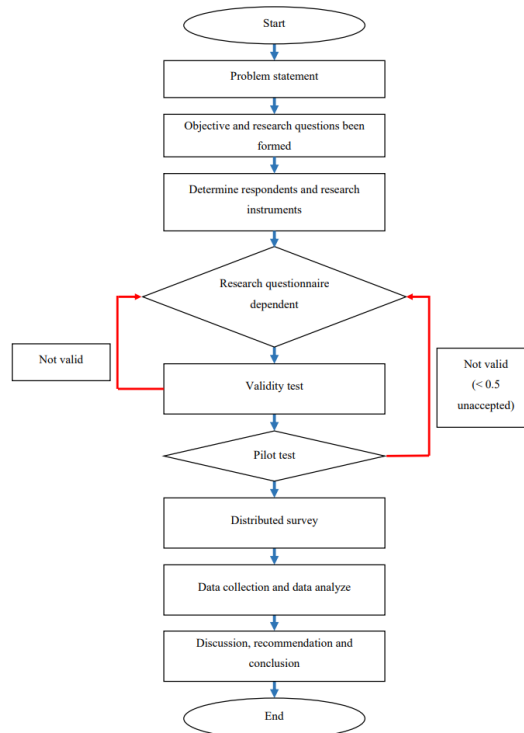 Start
Problem statement
Objective and research questions been
formed
Determine respondents and research
instruments
Research questionnaire
dependent
Not valid
Not valid
(< 0.5
unaccepted)
Validity test
Pilot test
Distributed survey
Data collection and data analyze
Discussion, recommendation and
conclusion
End